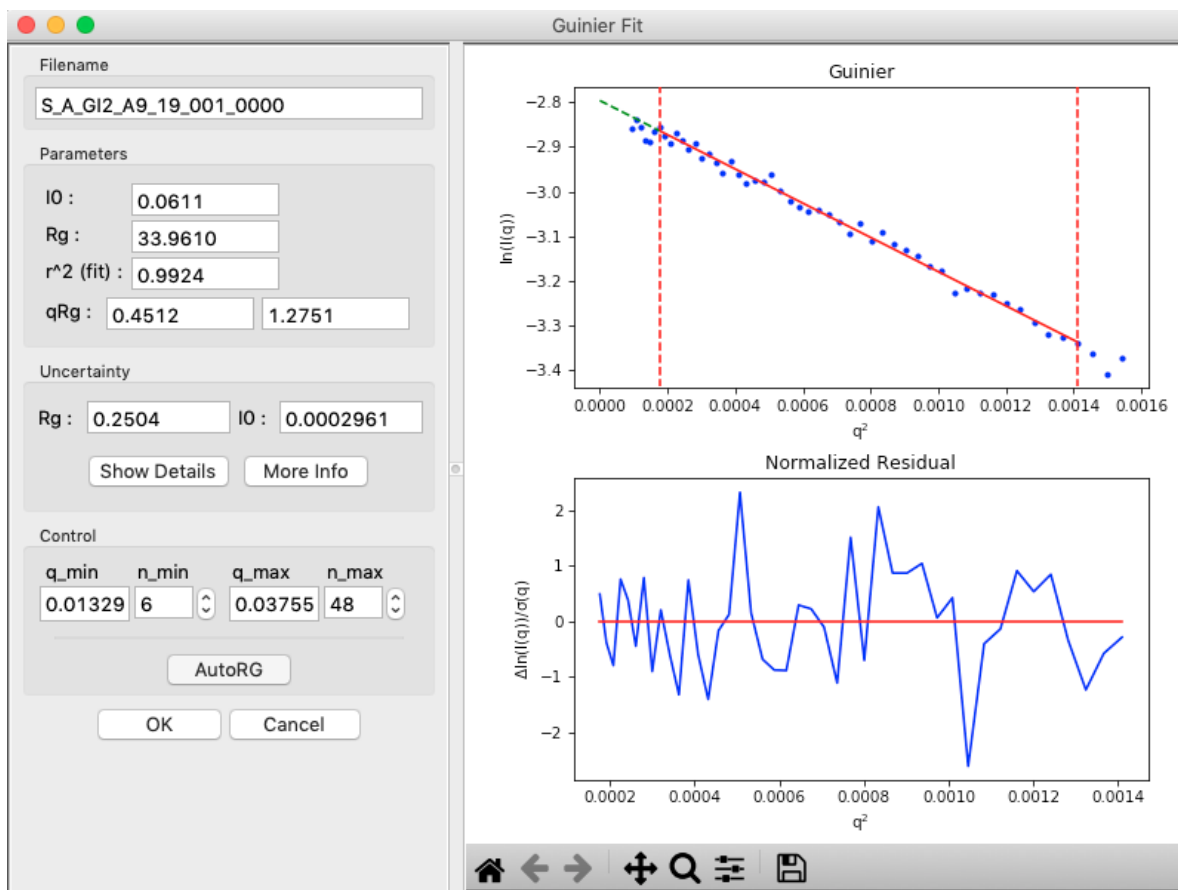 Guinier Fit
Filename
S_A_GI2_A9_19_001_0000
Parameters
I0 : 0.0611
Rg : 33.9610
r^2 (fit) : 0.9924
qRg : 0.4512 1.2751
Uncertainty
Rg : 0.2504 I0 : 0.0002961
Show Details More Info
Control
q_min n_min q_max n_max
0.01329 6 0.03755 48
AutoRG
OK Cancel
Guinier
−2.8
−2.9
−3.0
−3.1
−3.2
−3.3
−3.4
ln(I(q))
0.0000 0.0002 0.0004 0.0006 0.0008 0.0010 0.0012 0.0014 0.0016
q²
Normalized Residual
2
1
0
−1
−2
Δln(I(q))/σ(q)
0.0002 0.0004 0.0006 0.0008 0.0010 0.0012 0.0014
q²